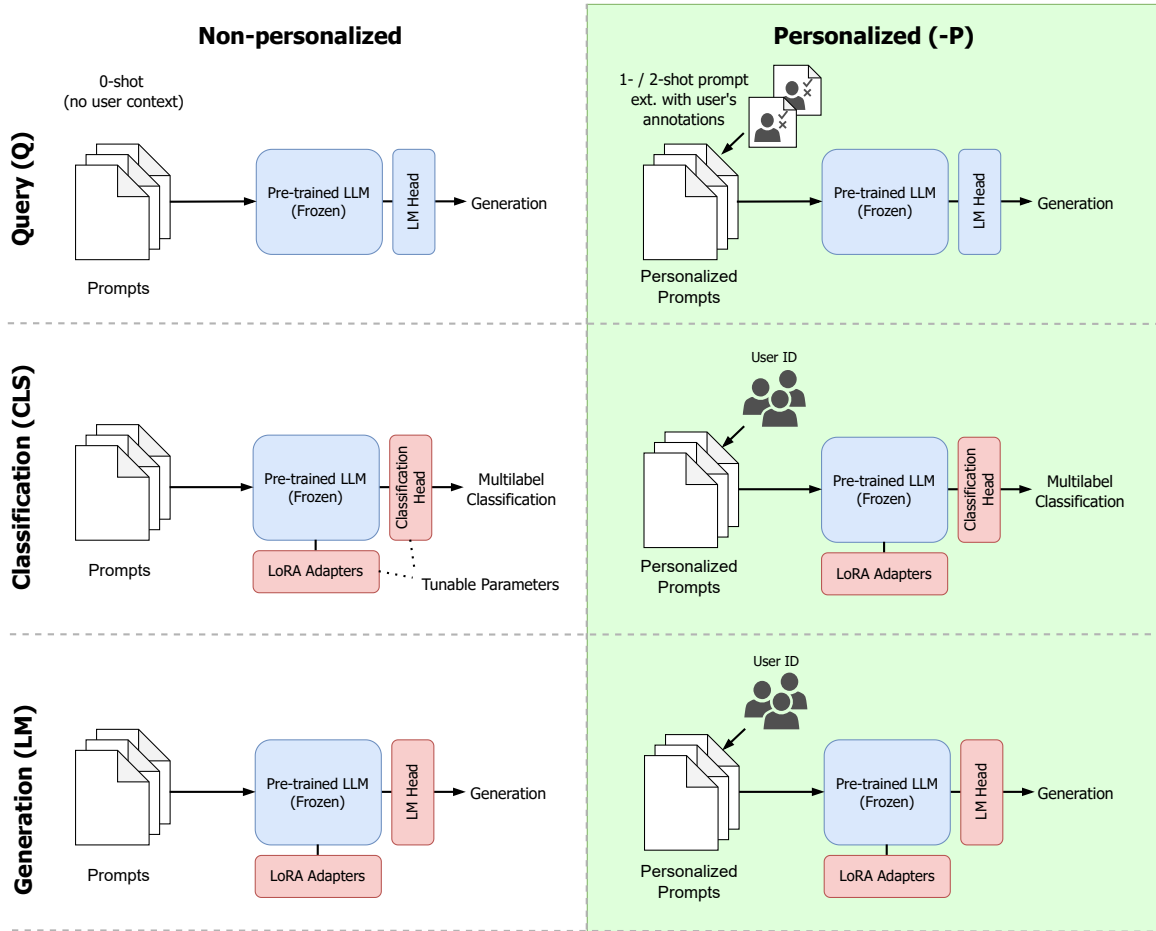 Non-personalized
Personalized (-P)
Query (Q)
0-shot
(no user context)
Prompts
Pre-trained LLM
(Frozen)
LM Head
Generation
1- / 2-shot prompt
ext. with user's
annotations
Personalized
Prompts
Pre-trained LLM
(Frozen)
LM Head
Generation
Classification (CLS)
Prompts
Pre-trained LLM
(Frozen)
Classification
Head
Multilabel
Classification
LoRA Adapters
Tunable Parameters
User ID
Personalized
Prompts
Pre-trained LLM
(Frozen)
Classification
Head
Multilabel
Classification
LoRA Adapters
Generation (LM)
Prompts
Pre-trained LLM
(Frozen)
LM Head
Generation
LoRA Adapters
User ID
Personalized
Prompts
Pre-trained LLM
(Frozen)
LM Head
Generation
LoRA Adapters